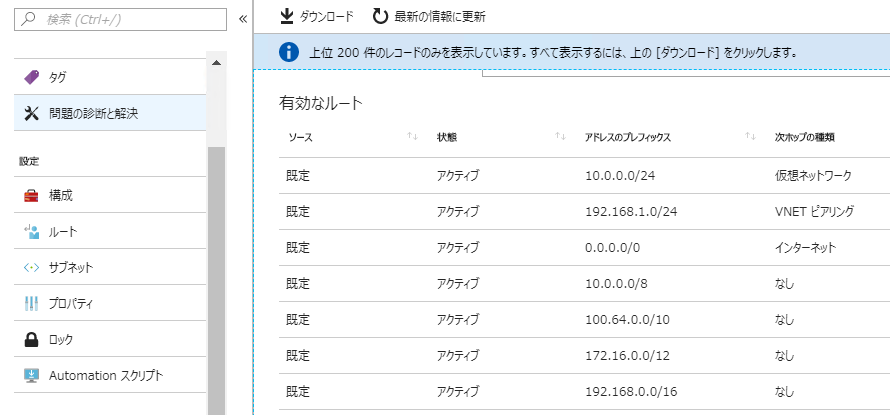 検索 (Ctrl+/)
«
タグ
問題の診断と解決
設定
構成
ルート
サブネット
プロパティ
ロック
Automation スクリプト
ダウンロード 最新の情報に更新
上位 200 件のレコードのみを表示しています。すべて表示するには、上の [ダウンロード] をクリックします。
有効なルート
ソース 状態 アドレスのプレフィックス 次ホップの種類
既定 アクティブ 10.0.0.0/24 仮想ネットワーク
既定 アクティブ 192.168.1.0/24 VNET ピアリング
既定 アクティブ 0.0.0.0/0 インターネット
既定 アクティブ 10.0.0.0/8 なし
既定 アクティブ 100.64.0.0/10 なし
既定 アクティブ 172.16.0.0/12 なし
既定 アクティブ 192.168.0.0/16 なし